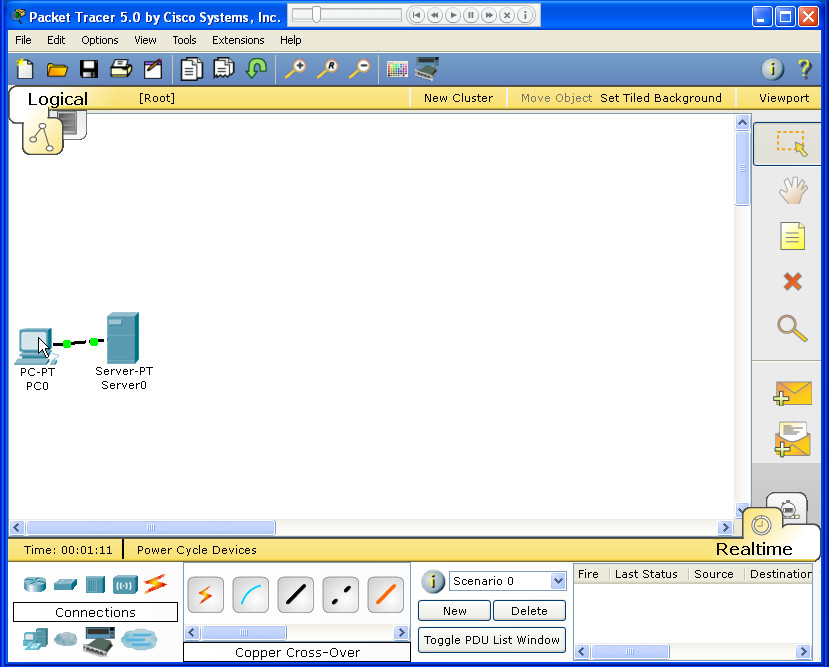 Packet Tracer 5.0 by Cisco Systems, Inc.
File Edit Options View Tools Extensions Help
Logical [Root] New Cluster Move Object Set Tiled Background Viewport
PC-PT
PC0
Server-PT
Server0
Time: 00:01:11 Power Cycle Devices
Realtime
Connections
Copper Cross-Over
Scenario 0
New Delete
Toggle PDU List Window
Fire Last Status Source Destination